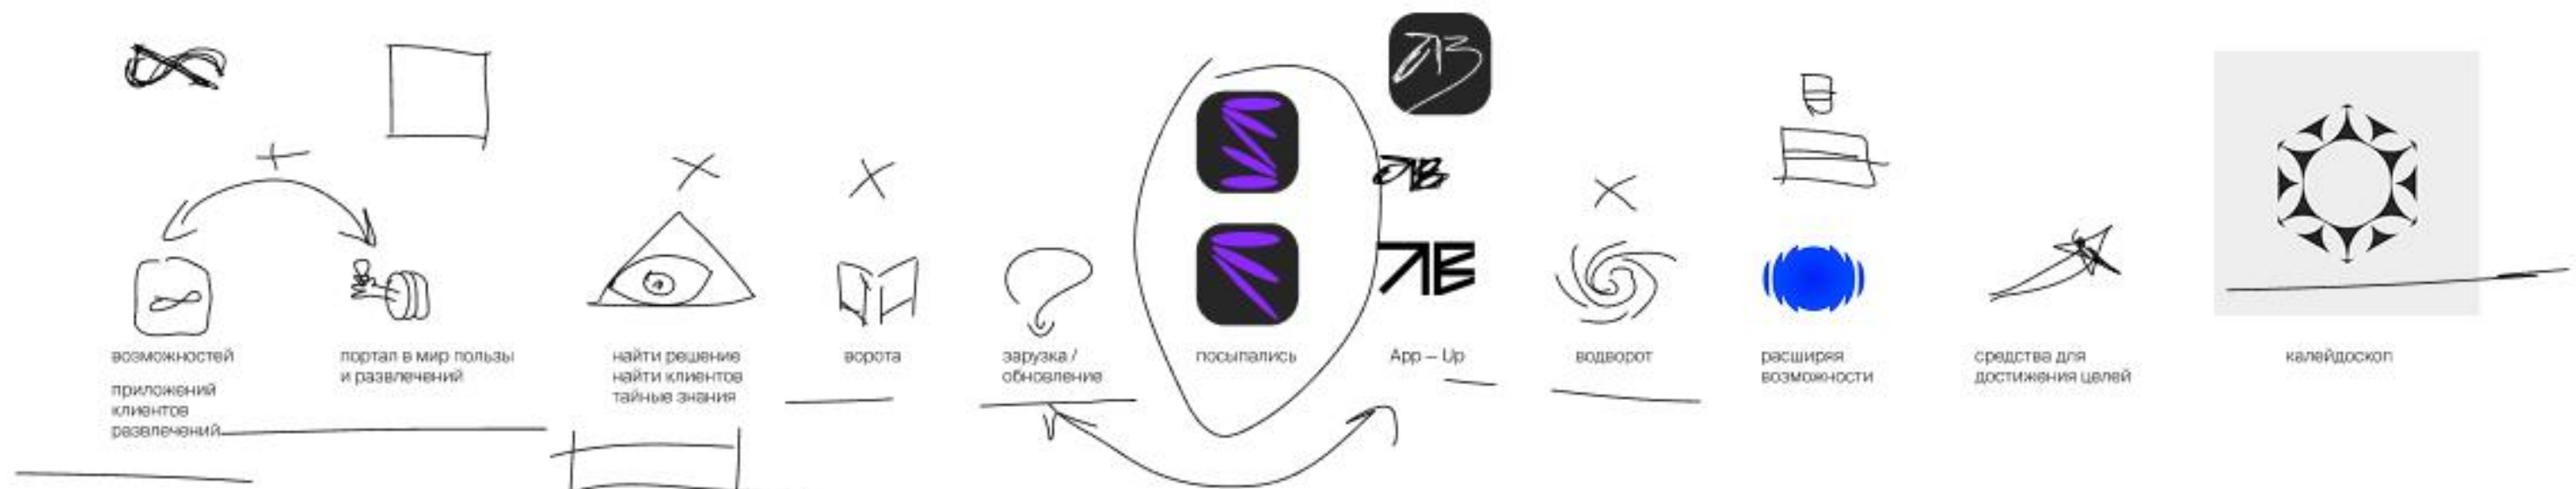 возможностей
приложений
клиентов
развлечений
портал в мир пользы
и развлечений
найти решение
найти клиентов
тайные знания
ворота
зарузка /
обновление
посыпались
App – Up
водворот
расширяя
возможности
средства для
достижения целей
калейдоскоп